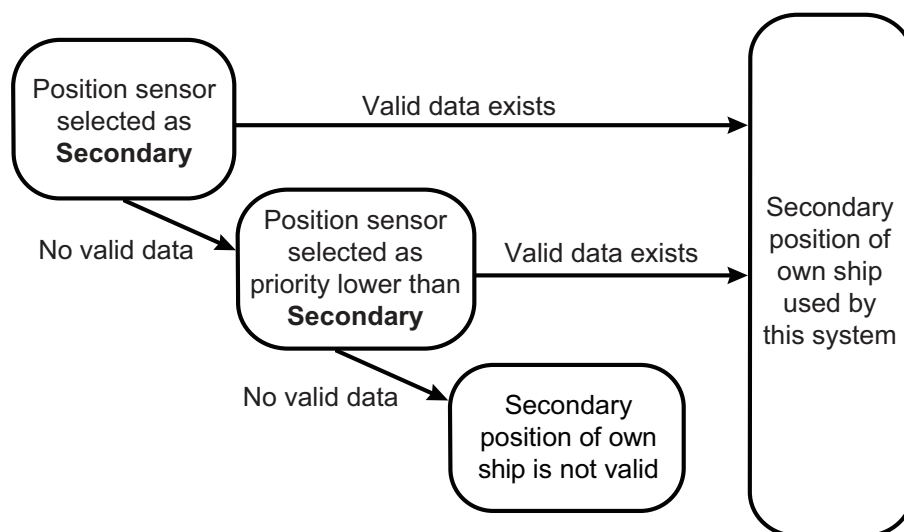 Position sensor
selected as
Secondary
Valid data exists
No valid data
Position sensor
selected as
priority lower than
Secondary
Valid data exists
No valid data
Secondary
position of own
ship is not valid
Secondary
position of
own ship
used by
this system